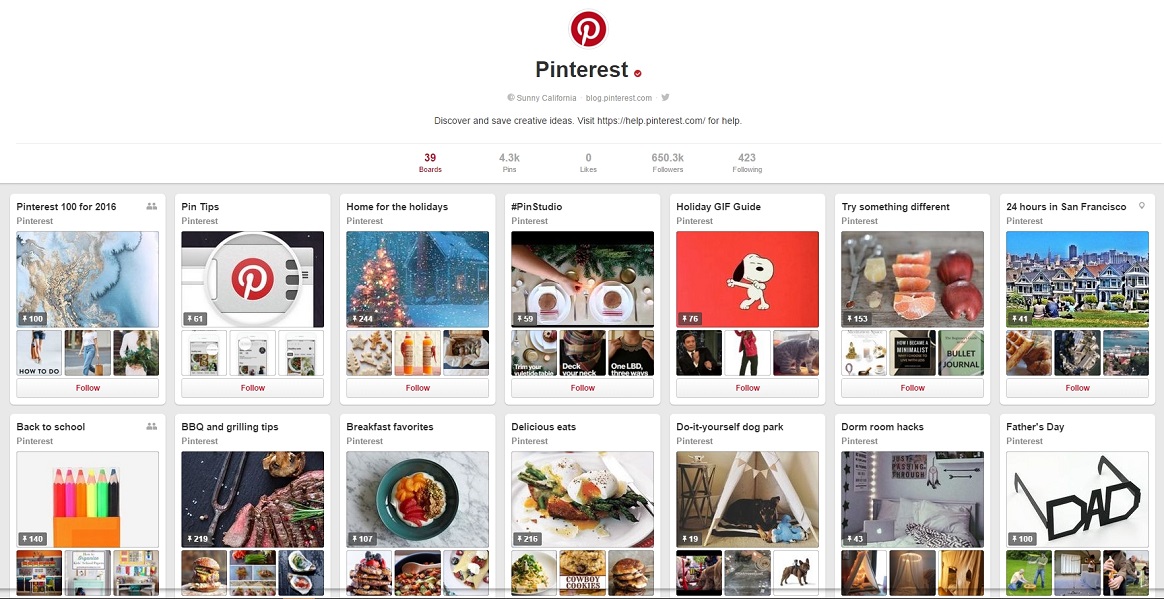 Pinterest
Sunny California · blog.pinterest.com ·
Discover and save creative ideas. Visit https://help.pinterest.com/ for help.
39 4.3k 0 650.3k 423
Boards Pins Likes Followers Following
Pinterest 100 for 2016
Pinterest
100
HOW TO DO
Follow
Pin Tips
Pinterest
61
Follow
Home for the holidays
Pinterest
244
Follow
#PinStudio
Pinterest
59
Trim your
yuletide table
Deck
your neck
One LBD,
three ways
Follow
Holiday GIF Guide
Pinterest
76
Follow
Try something different
Pinterest
153
HOW I BECAME A
MINIMALIST
BULLET
JOURNAL
Follow
24 hours in San Francisco
Pinterest
41
Follow
Back to school
Pinterest
140
BBQ and grilling tips
Pinterest
219
Breakfast favorites
Pinterest
107
Delicious eats
Pinterest
216
COWBOY
COOKIES
Do-it-yourself dog park
Pinterest
19
Dorm room hacks
Pinterest
JUST
PASSING
THROUGH
43
Father's Day
Pinterest
DAD
100